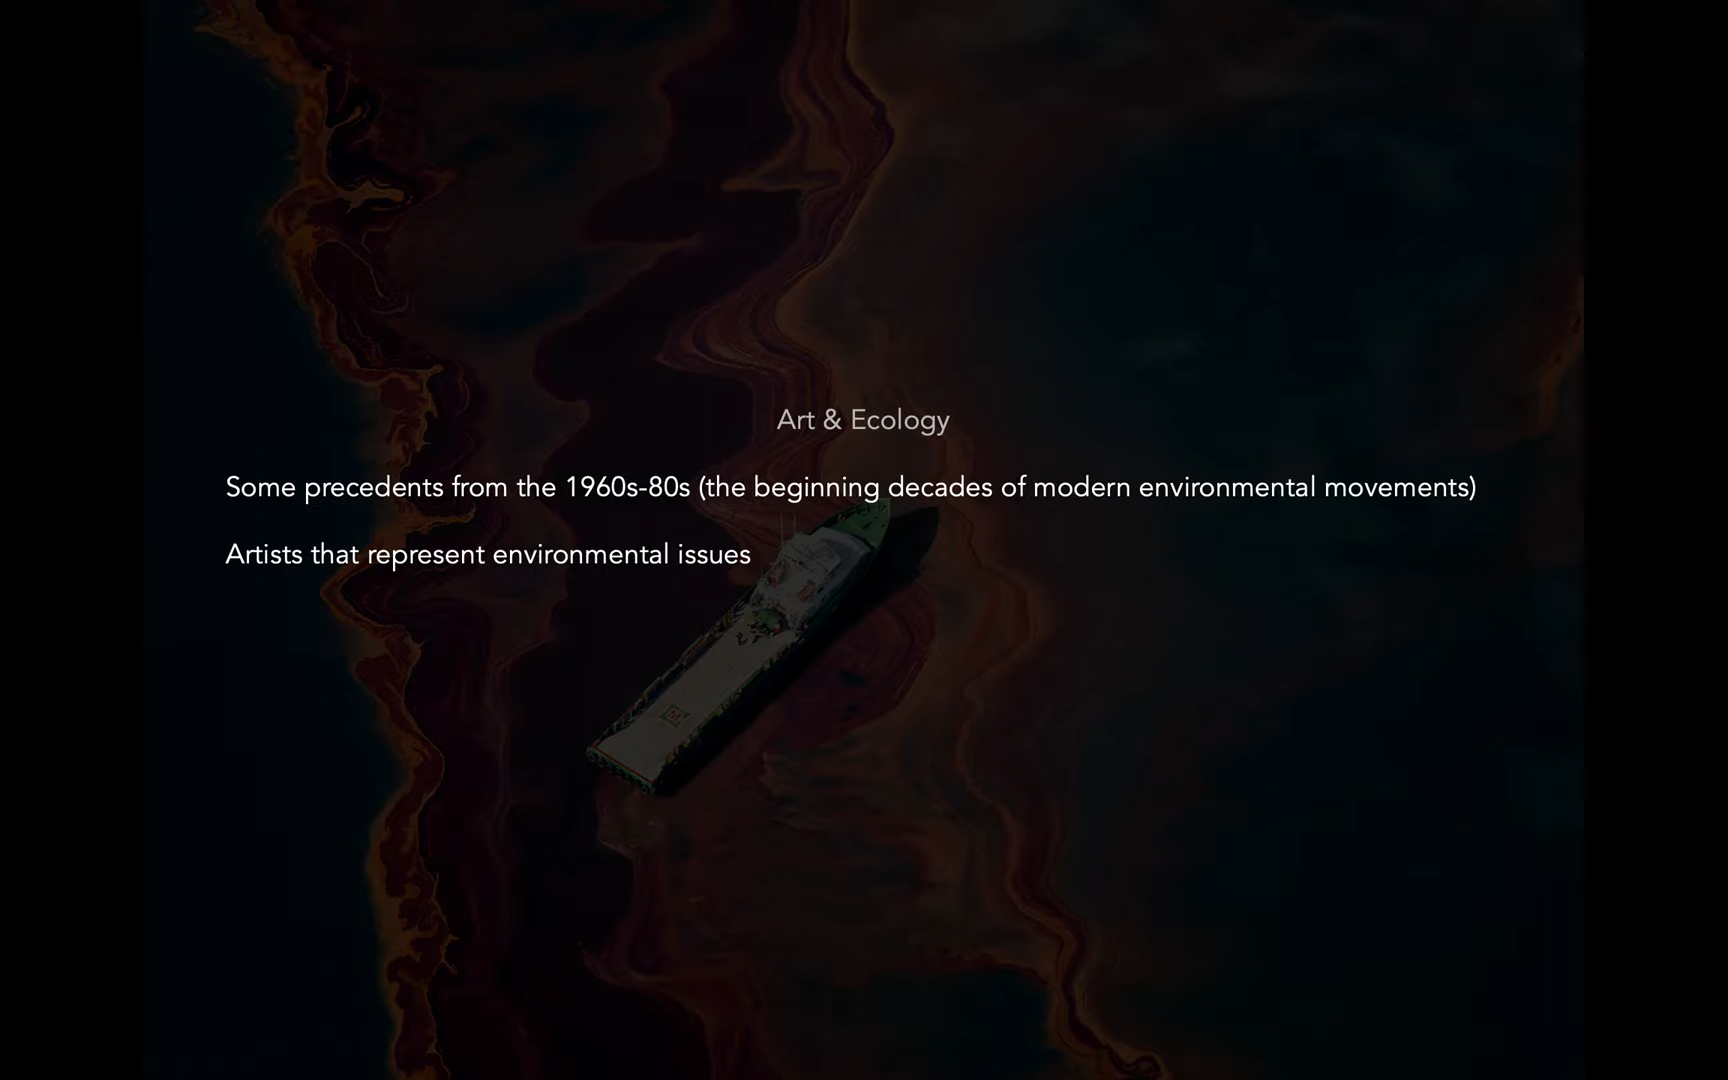 Art & Ecology
Some precedents from the 1960s-80s (the beginning decades of modern environmental movements)
Artists that represent environmental issues